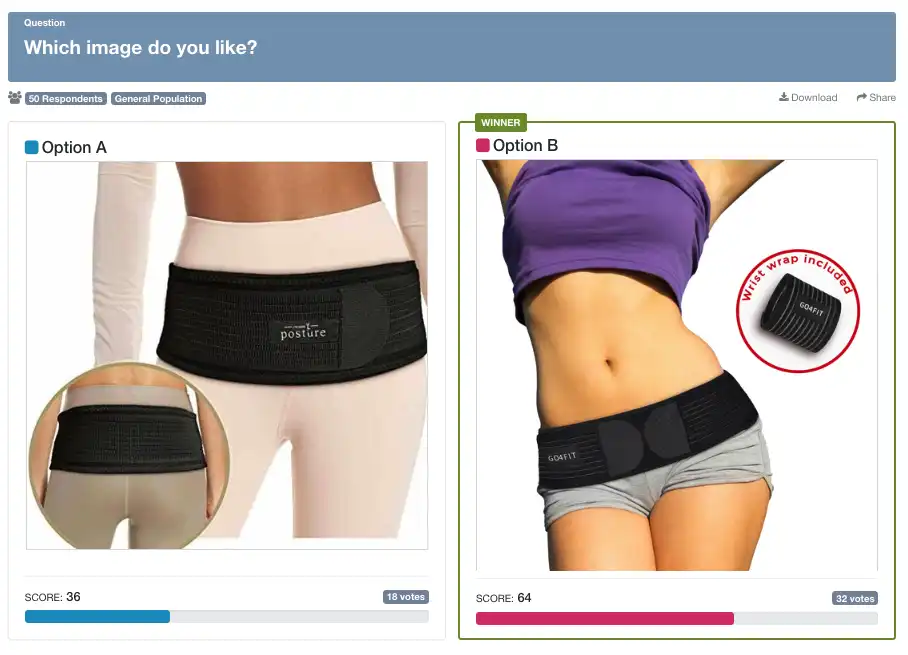 Question
Which image do you like?
50 Respondents General Population Download Share
Option A
posture
SCORE: 36 18 votes
WINNER
Option B
Wrist wrap included
GO4FIT
GO4FIT
SCORE: 64 32 votes